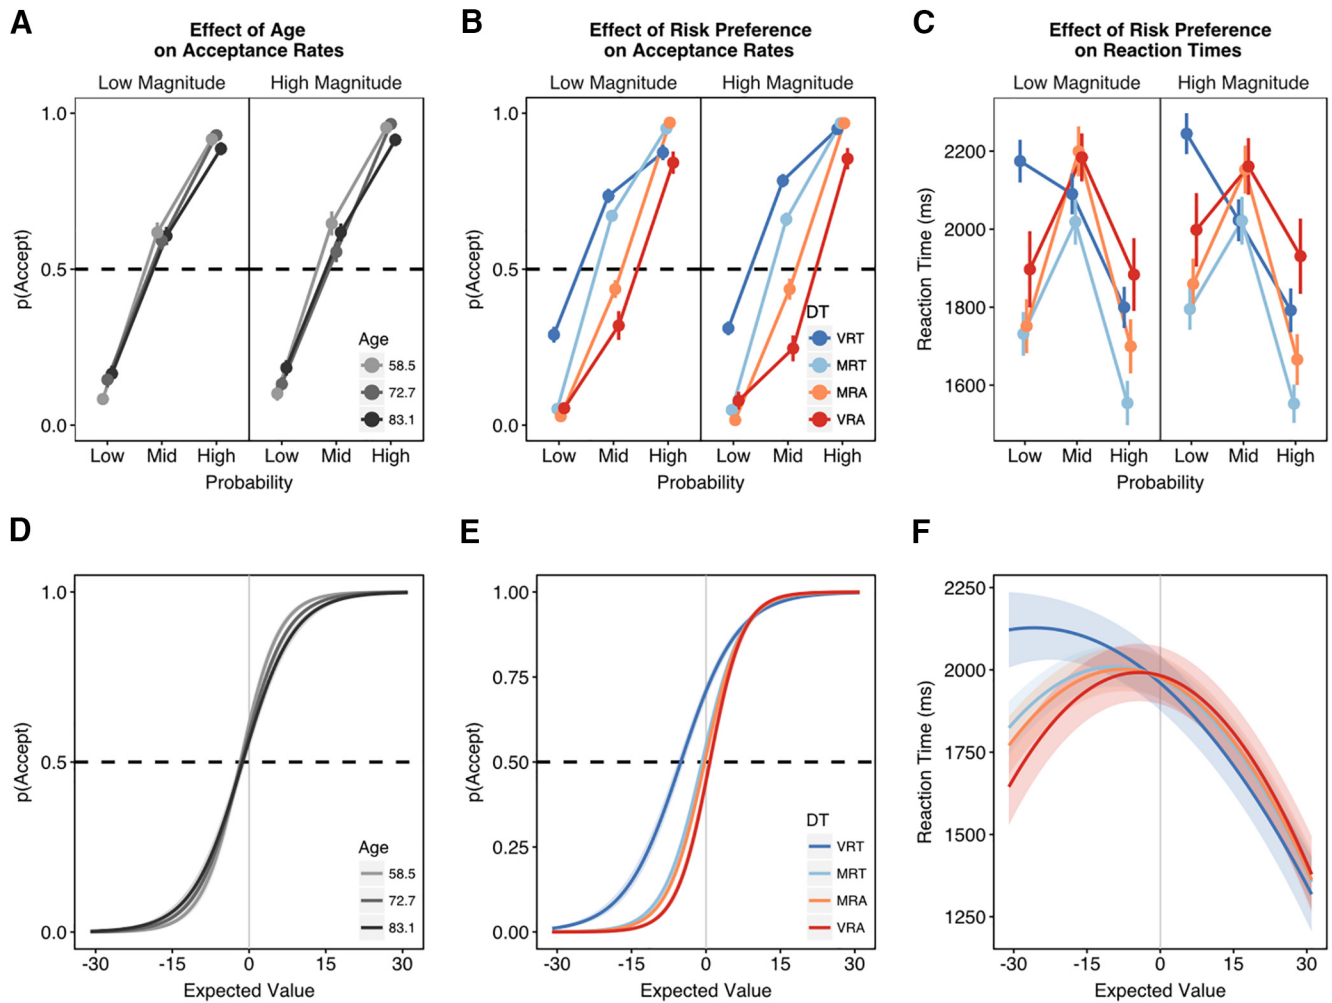 A
Effect of Age
on Acceptance Rates
Low Magnitude
High Magnitude
1.0
0.5
0.0
p(Accept)
Age
58.5
72.7
83.1
Low Mid High
Low Mid High
Probability
B
Effect of Risk Preference
on Acceptance Rates
Low Magnitude
High Magnitude
1.0
0.5
0.0
p(Accept)
DT
VRT
MRT
MRA
VRA
Low Mid High
Low Mid High
Probability
C
Effect of Risk Preference
on Reaction Times
Low Magnitude
High Magnitude
2200
2000
1800
1600
Reaction Time (ms)
Low Mid High
Low Mid High
Probability
D
1.0
0.5
0.0
p(Accept)
Age
58.5
72.7
83.1
-30 -15 0 15 30
Expected Value
E
1.00
0.75
0.50
0.25
0.00
p(Accept)
DT
VRT
MRT
MRA
VRA
-30 -15 0 15 30
Expected Value
F
2250
2000
1750
1500
1250
Reaction Time (ms)
-30 -15 0 15 30
Expected Value